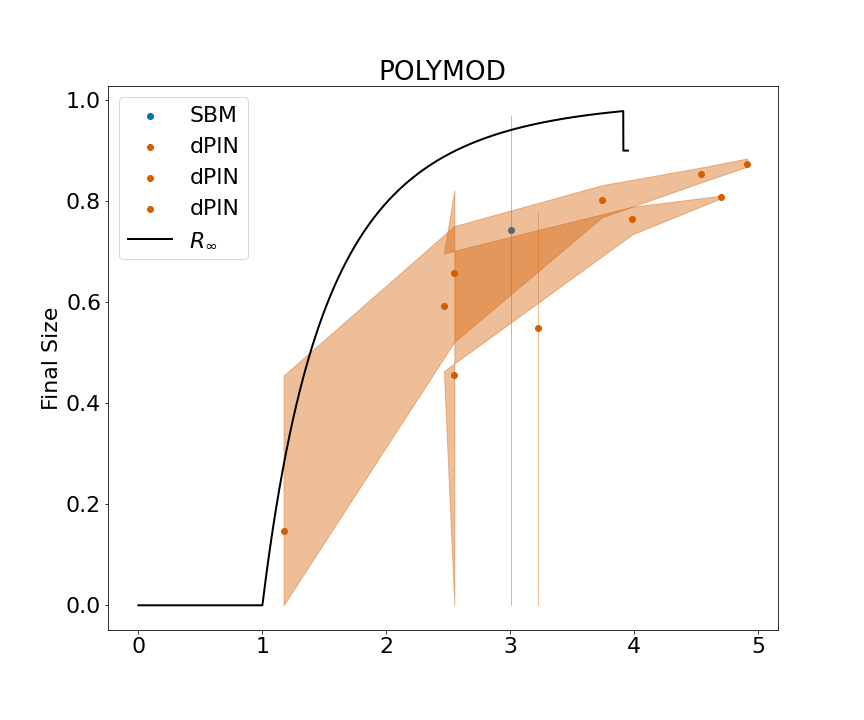 POLYMOD
SBM
dPIN
dPIN
dPIN
R∞
Final Size
1.0
0.8
0.6
0.4
0.2
0.0
0 1 2 3 4 5